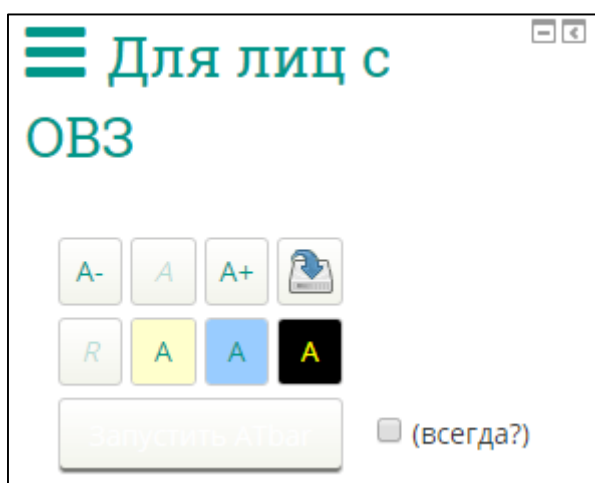 Для лиц с
ОВЗ
A- A A+
R A A A
Запустить ATbar (всегда?)